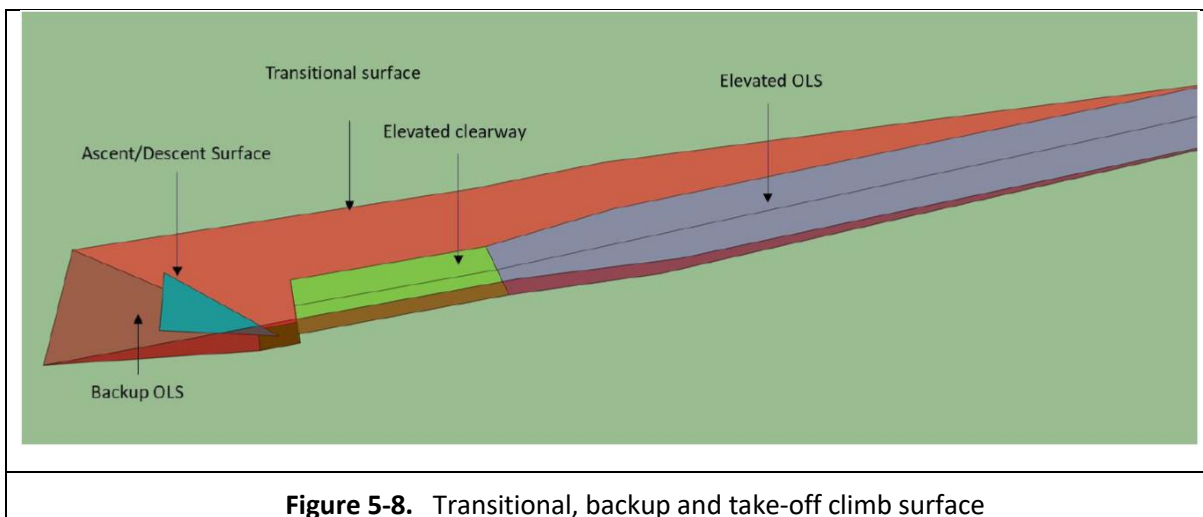 Transitional surface
Elevated OLS
Elevated clearway
Ascent/Descent Surface
Backup OLS
Figure 5-8. Transitional, backup and take-off climb surface